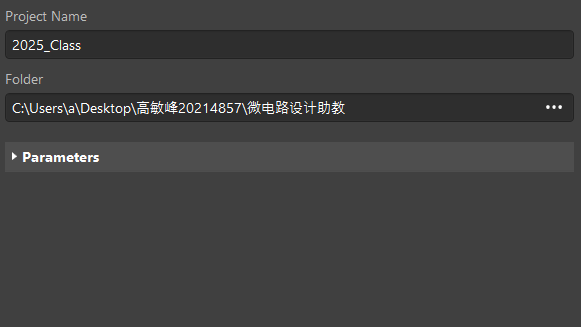 Project Name
2025_Class
Folder
C:\Users\a\Desktop\高敏峰20214857\微电路设计助教
Parameters